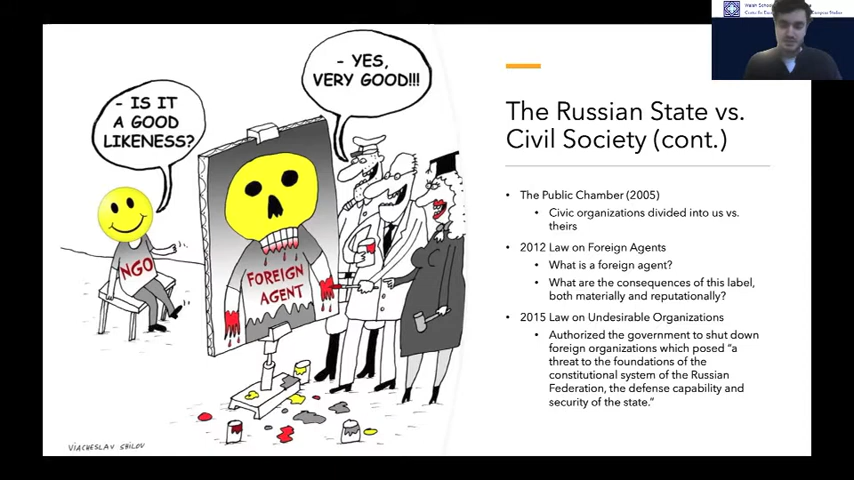 - IS IT
A GOOD
LIKENESS?
- YES,
VERY GOOD!!!
NGO
FOREIGN
AGENT
VIACHESLAV SHILOV
The Russian State vs.
Civil Society (cont.)
• The Public Chamber (2005)
• Civic organizations divided into us vs.
theirs
• 2012 Law on Foreign Agents
• What is a foreign agent?
• What are the consequences of this label,
both materially and reputationally?
• 2015 Law on Undesirable Organizations
• Authorized the government to shut down
foreign organizations which posed “a
threat to the foundations of the
constitutional system of the Russian
Federation, the defense capability and
security of the state.”